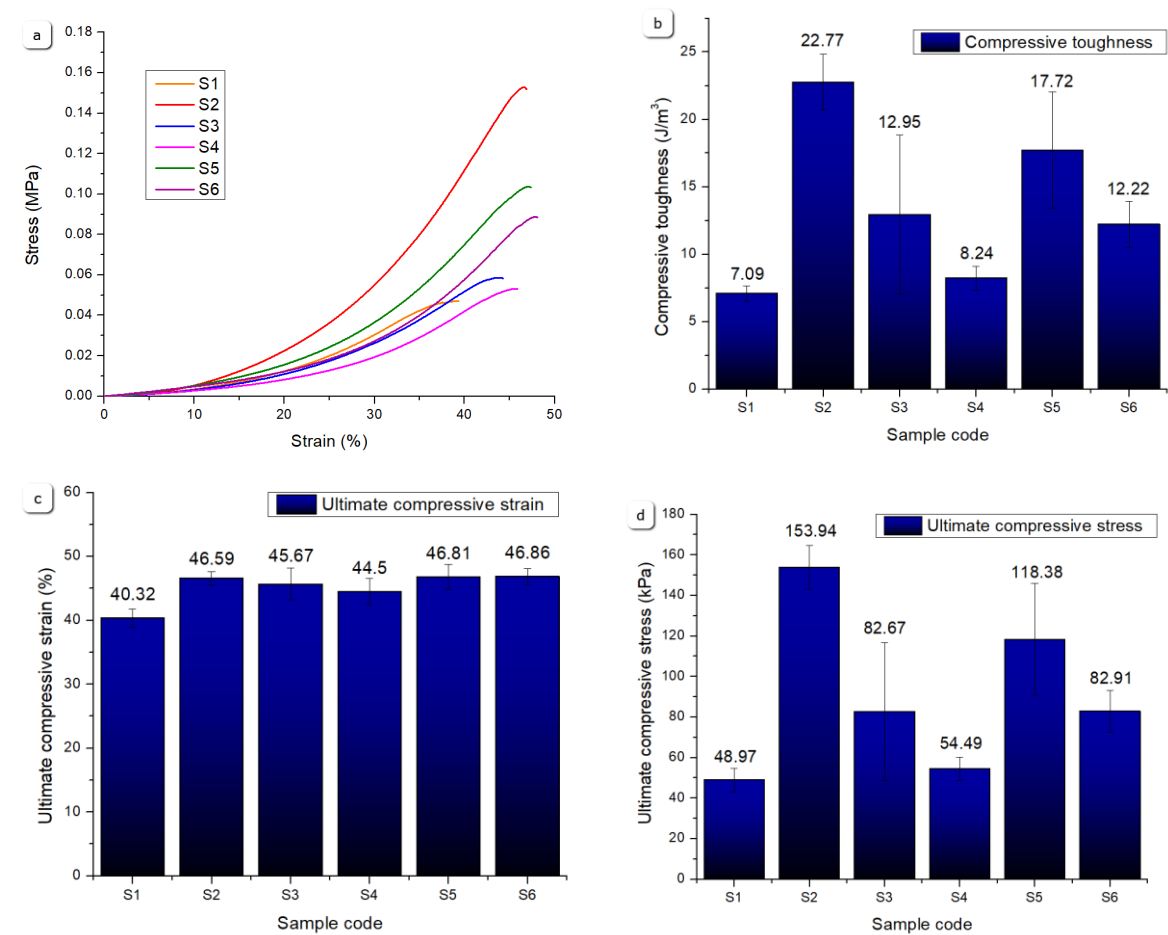 a
0.18
0.16
0.14
0.12
0.10
0.08
0.06
0.04
0.02
0.00
Stress (MPa)
S1
S2
S3
S4
S5
S6
0 10 20 30 40 50
Strain (%)
b
25
20
15
10
5
0
Compressive toughness (J/m³)
Compressive toughness
7.09
22.77
12.95
8.24
17.72
12.22
S1 S2 S3 S4 S5 S6
Sample code
c
60
50
40
30
20
10
0
Ultimate compressive strain (%)
Ultimate compressive strain
40.32
46.59
45.67
44.5
46.81
46.86
S1 S2 S3 S4 S5 S6
Sample code
d
180
160
140
120
100
80
60
40
20
0
Ultimate compressive stress (kPa)
Ultimate compressive stress
48.97
153.94
82.67
54.49
118.38
82.91
S1 S2 S3 S4 S5 S6
Sample code